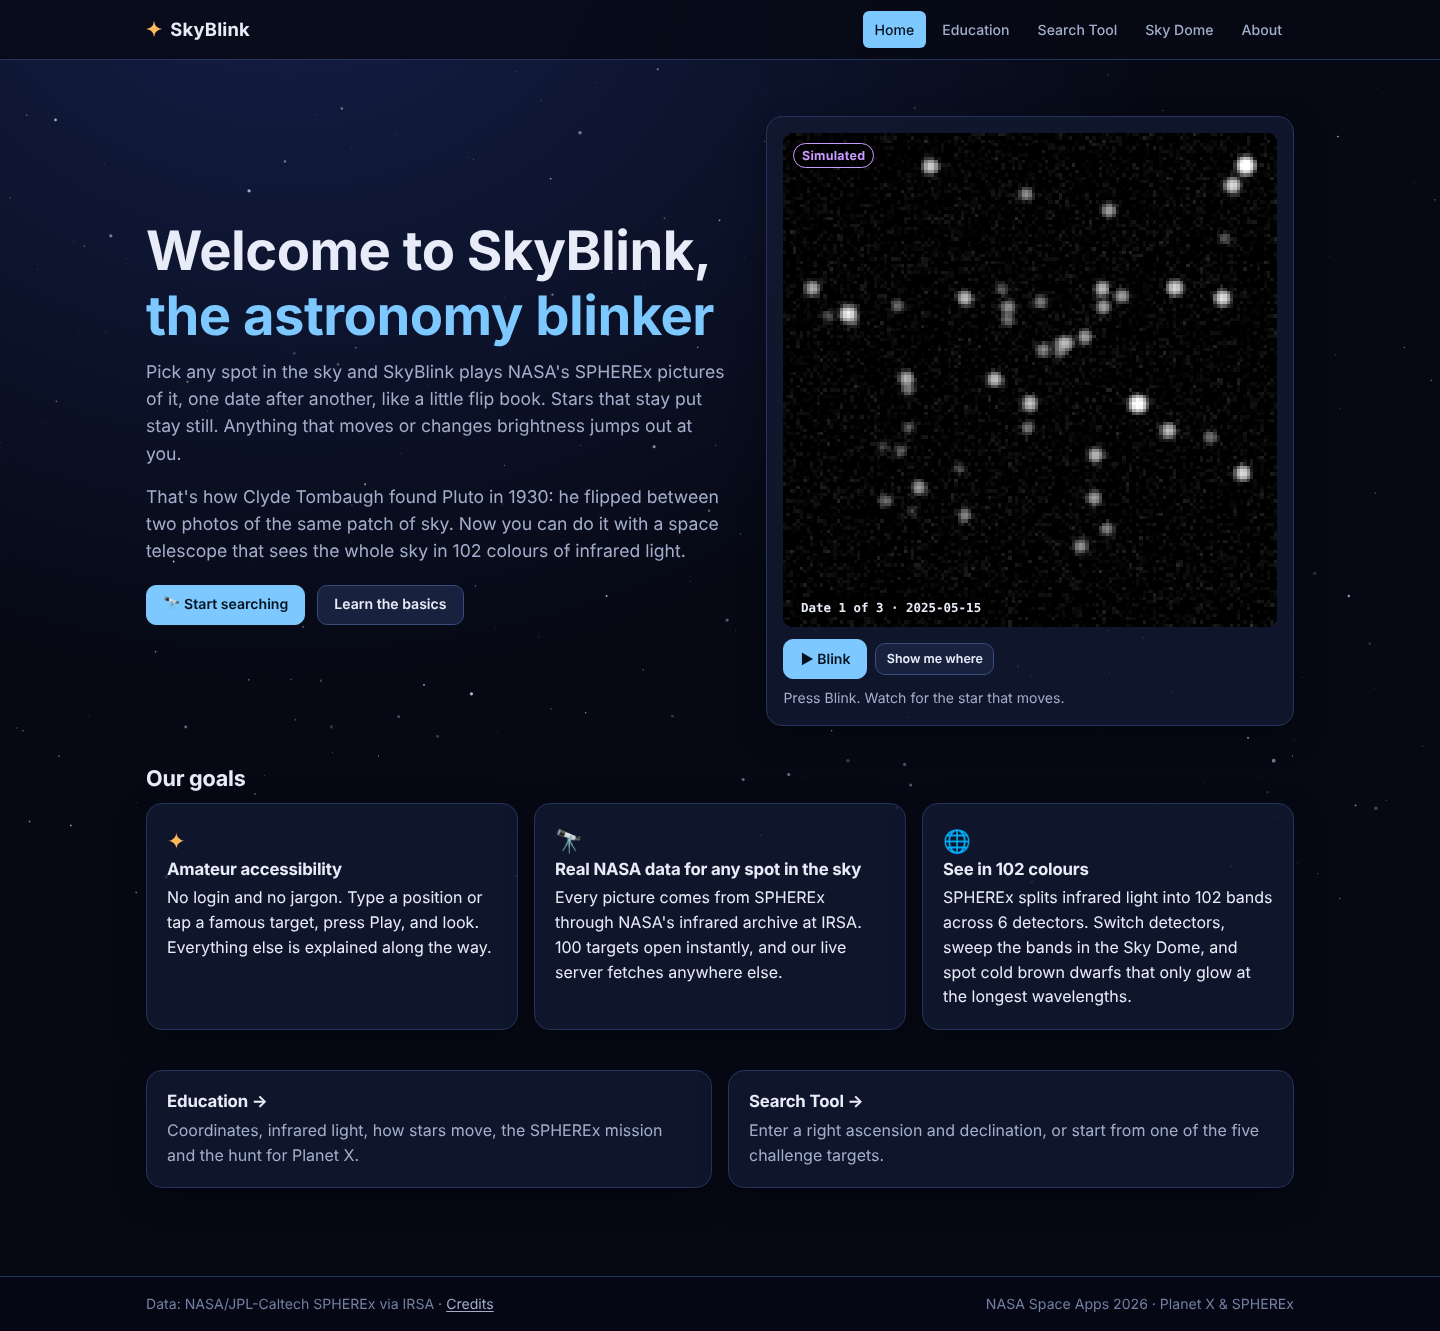 ✦ SkyBlink
Home
Education
Search Tool
Sky Dome
About
Welcome to SkyBlink,
the astronomy blinker
Pick any spot in the sky and SkyBlink plays NASA's SPHEREx pictures
of it, one date after another, like a little flip book. Stars that stay put
stay still. Anything that moves or changes brightness jumps out at
you.
That's how Clyde Tombaugh found Pluto in 1930: he flipped between
two photos of the same patch of sky. Now you can do it with a space
telescope that sees the whole sky in 102 colours of infrared light.
🔭 Start searching
Learn the basics
Simulated
Date 1 of 3 · 2025-05-15
▶ Blink
Show me where
Press Blink. Watch for the star that moves.
Our goals
✦
Amateur accessibility
No login and no jargon. Type a position or
tap a famous target, press Play, and look.
Everything else is explained along the way.
🔭
Real NASA data for any spot in the sky
Every picture comes from SPHEREx
through NASA's infrared archive at IRSA.
100 targets open instantly, and our live
server fetches anywhere else.
🌐
See in 102 colours
SPHEREx splits infrared light into 102 bands
across 6 detectors. Switch detectors,
sweep the bands in the Sky Dome, and
spot cold brown dwarfs that only glow at
the longest wavelengths.
Education →
Coordinates, infrared light, how stars move, the SPHEREx mission
and the hunt for Planet X.
Search Tool →
Enter a right ascension and declination, or start from one of the five
challenge targets.
Data: NASA/JPL-Caltech SPHEREx via IRSA · Credits
NASA Space Apps 2026 · Planet X & SPHEREx